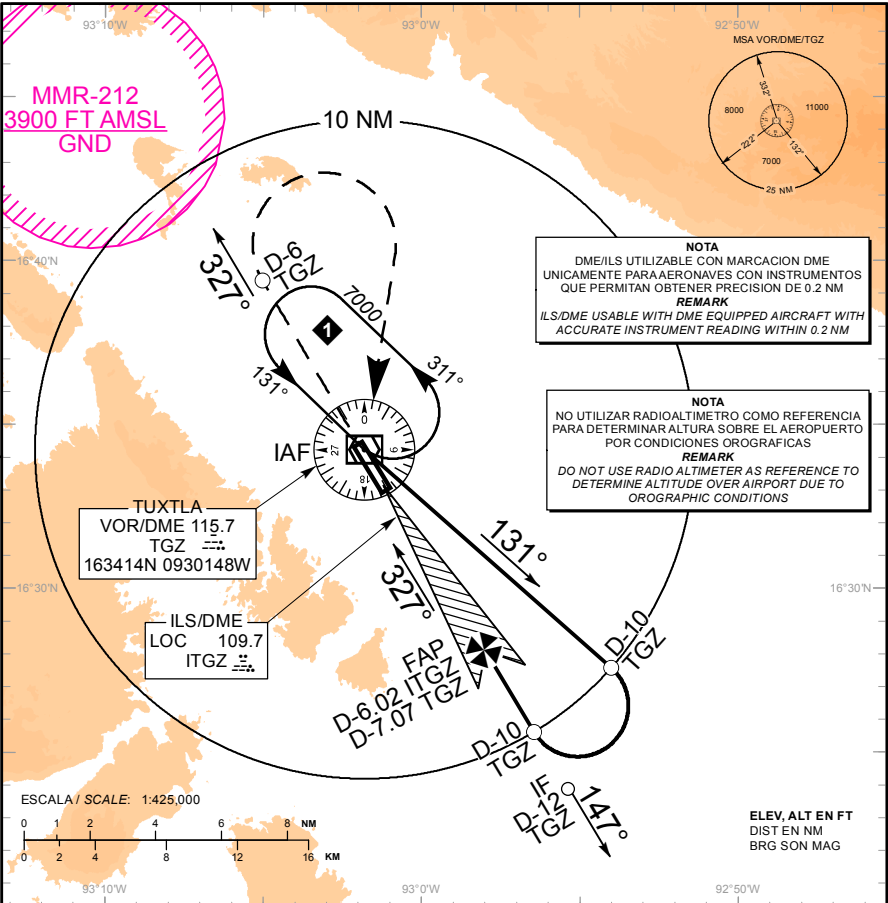 93°10'W
93°0'W
92°50'W
MSA VOR/DME/TGZ
332°
8000
11000
222°
132°
7000
25 NM
MMR-212
3900 FT AMSL
GND
10 NM
16°40'
D-6
TGZ
327°
7000
1
131°
311°
NOTA
DME/ILS UTILIZABLE CON MARCACION DME
UNICAMENTE PARA AERONAVES CON INSTRUMENTOS
QUE PERMITAN OBTENER PRECISION DE 0.2 NM
REMARK
ILS/DME USABLE WITH DME EQUIPPED AIRCRAFT WITH
ACCURATE INSTRUMENT READING WITHIN 0.2 NM
NOTA
NO UTILIZAR RADIOALTIMETRO COMO REFERENCIA
PARA DETERMINAR ALTURA SOBRE EL AEROPUERTO
POR CONDICIONES OROGRAFICAS
REMARK
DO NOT USE RADIO ALTIMETER AS REFERENCE TO
DETERMINE ALTITUDE OVER AIRPORT DUE TO
OROGRAPHIC CONDITIONS
IAF
0
27
9
18
TUXTLA
VOR/DME 115.7
TGZ
163414N 0930148W
131°
327°
16°30'N
16°30'N
ILS/DME
LOC 109.7
ITGZ
FAP
D-6.02 ITGZ
D-7.07 TGZ
D-10
TGZ
D-10
TGZ
IF
D-12
TGZ
147°
ESCALA / SCALE: 1:425,000
0 1 2 4 6 8 NM
0 2 4 8 12 16 KM
ELEV, ALT EN FT
DIST EN NM
BRG SON MAG
93°10'W
93°0'W
92°50'W